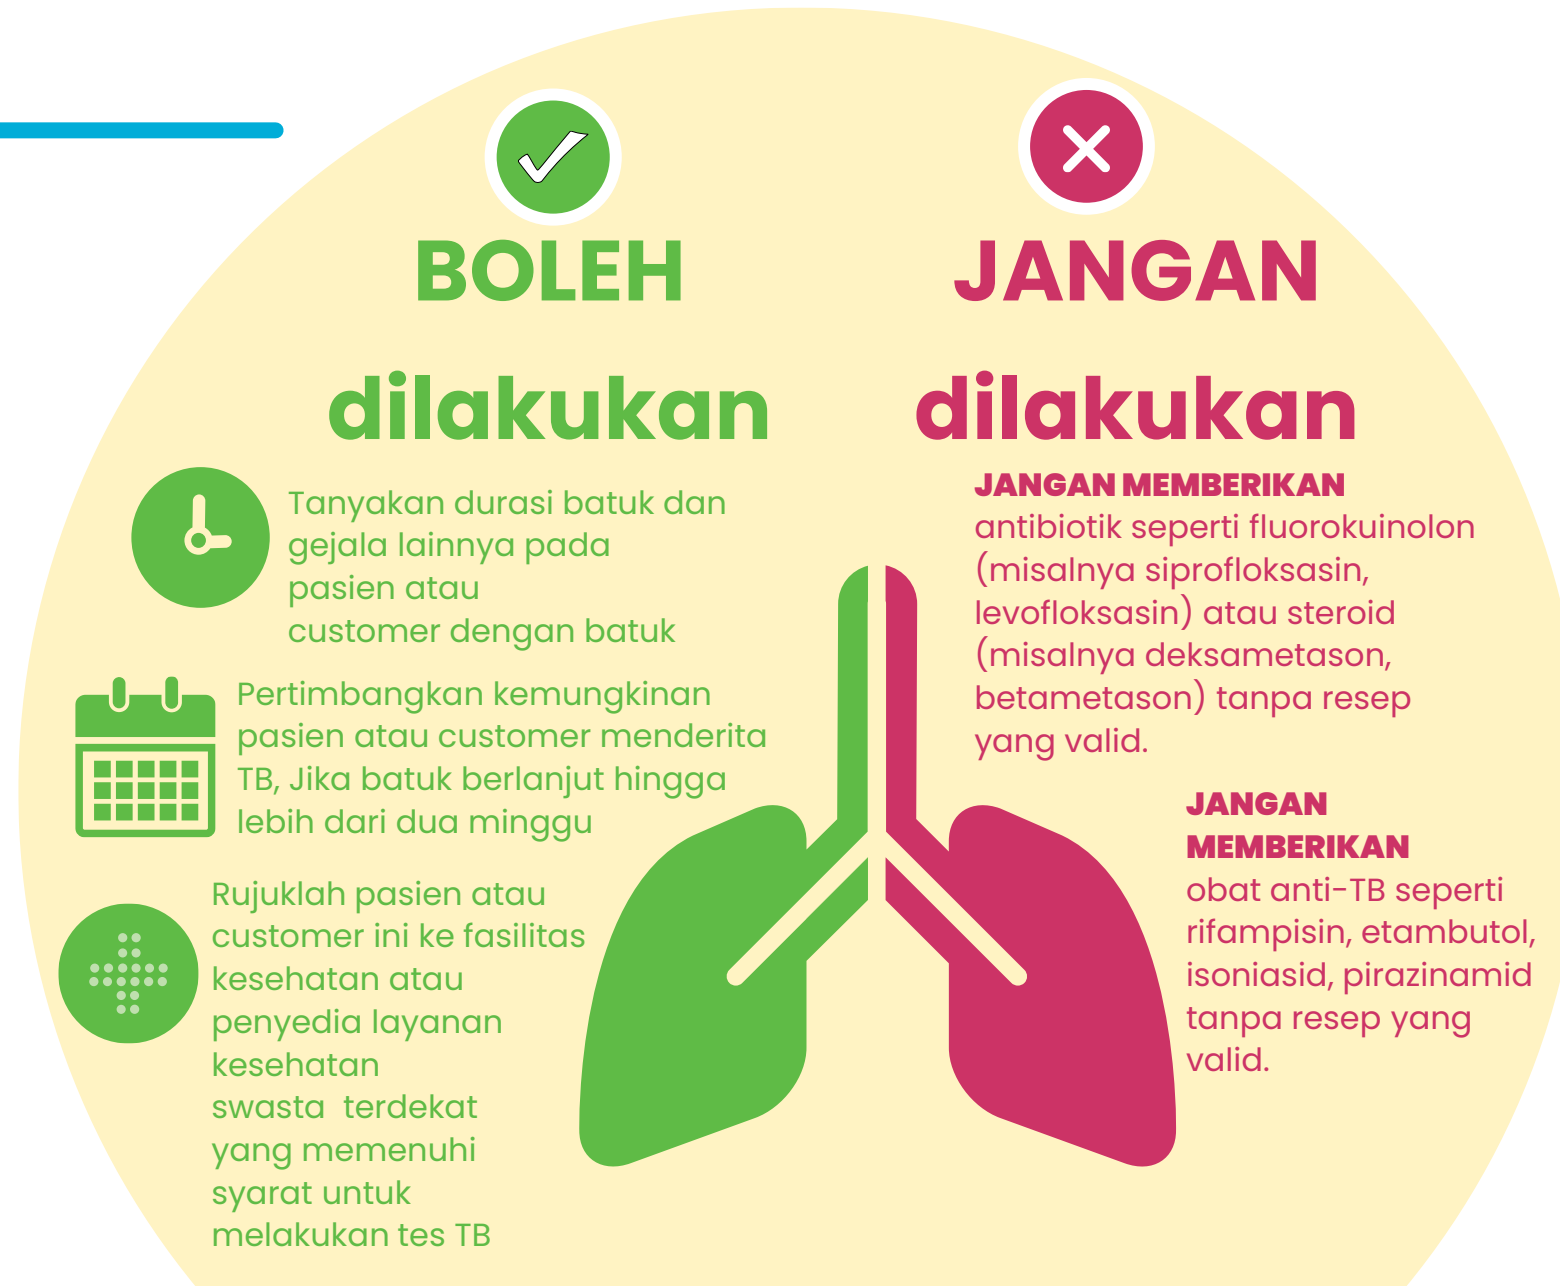 BOLEH
dilakukan
Tanyakan durasi batuk dan
gejala lainnya pada
pasien atau
customer dengan batuk
Pertimbangkan kemungkinan
pasien atau customer menderita
TB, Jika batuk berlanjut hingga
lebih dari dua minggu
Rujuklah pasien atau
customer ini ke fasilitas
kesehatan atau
penyedia layanan
kesehatan
swasta terdekat
yang memenuhi
syarat untuk
melakukan tes TB
JANGAN
dilakukan
JANGAN MEMBERIKAN
antibiotik seperti fluorokuinolon
(misalnya siprofloksasin,
levofloksasin) atau steroid
(misalnya deksametason,
betametason) tanpa resep
yang valid.
JANGAN
MEMBERIKAN
obat anti-TB seperti
rifampisin, etambutol,
isoniasid, pirazinamid
tanpa resep yang
valid.